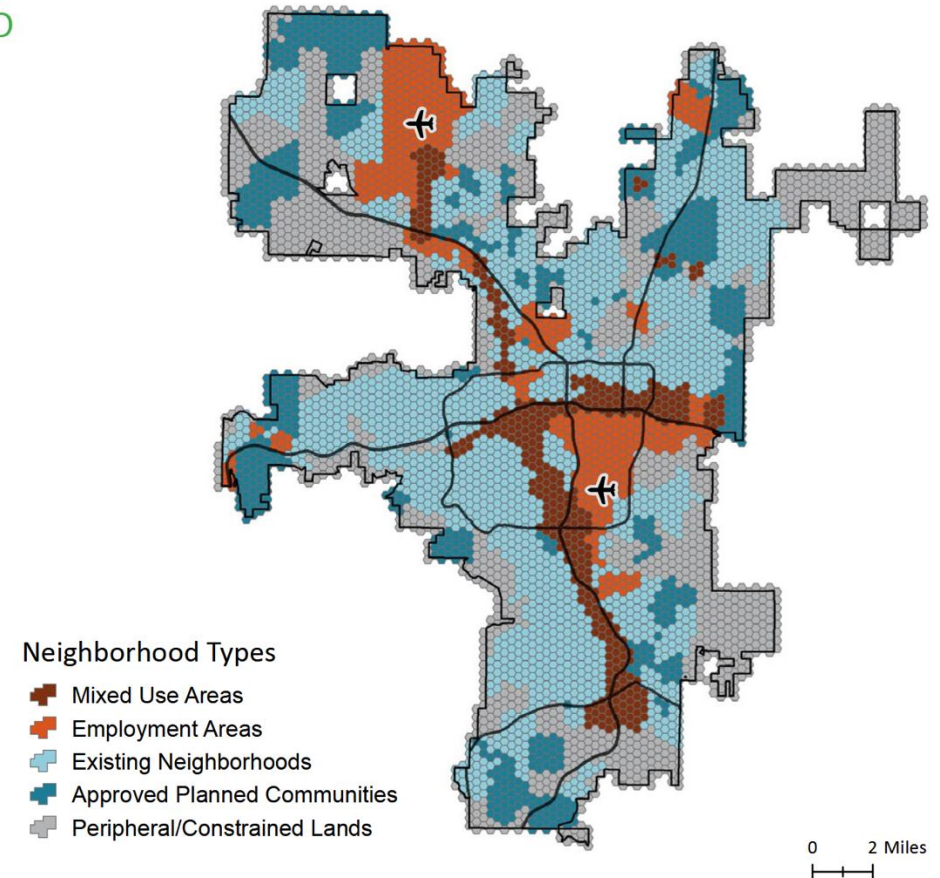 Neighborhood Types
Mixed Use Areas
Employment Areas
Existing Neighborhoods
Approved Planned Communities
Peripheral/Constrained Lands
0 2 Miles